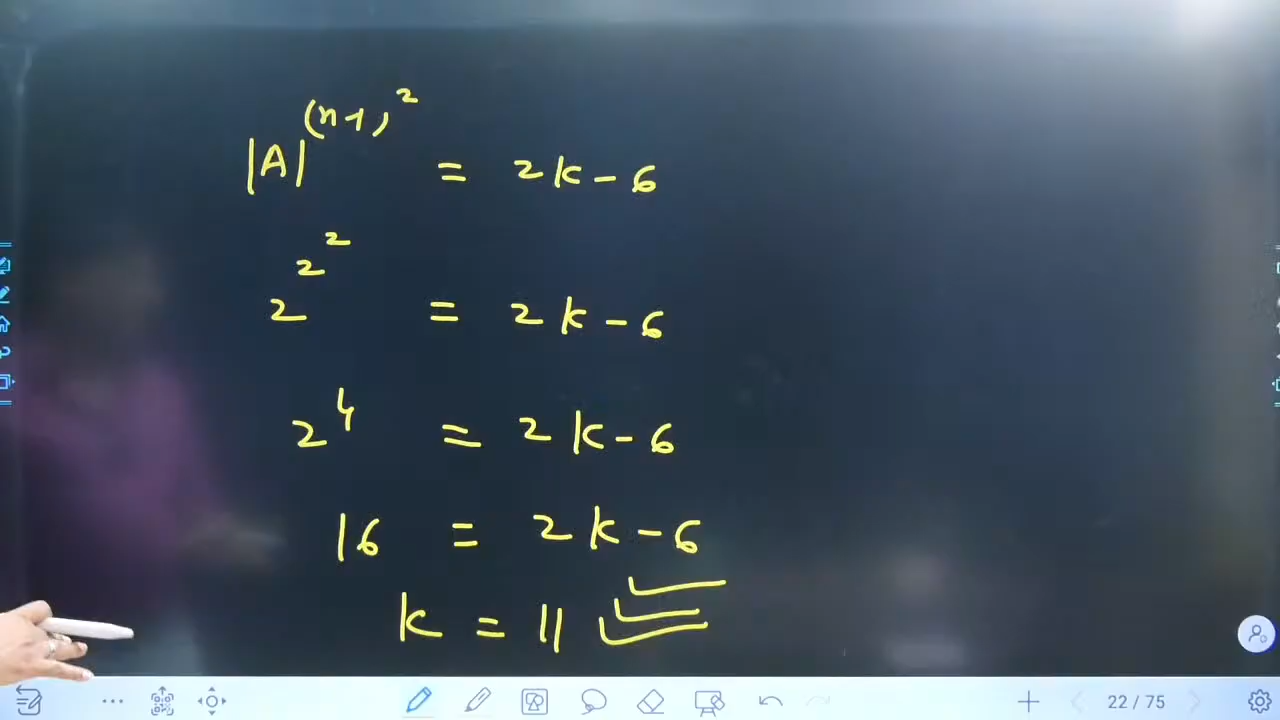 |A|^(n-1)^2 = 2k-6
2^2^2 = 2k-6
2^4 = 2k-6
16 = 2k-6
k = 11
22 / 75